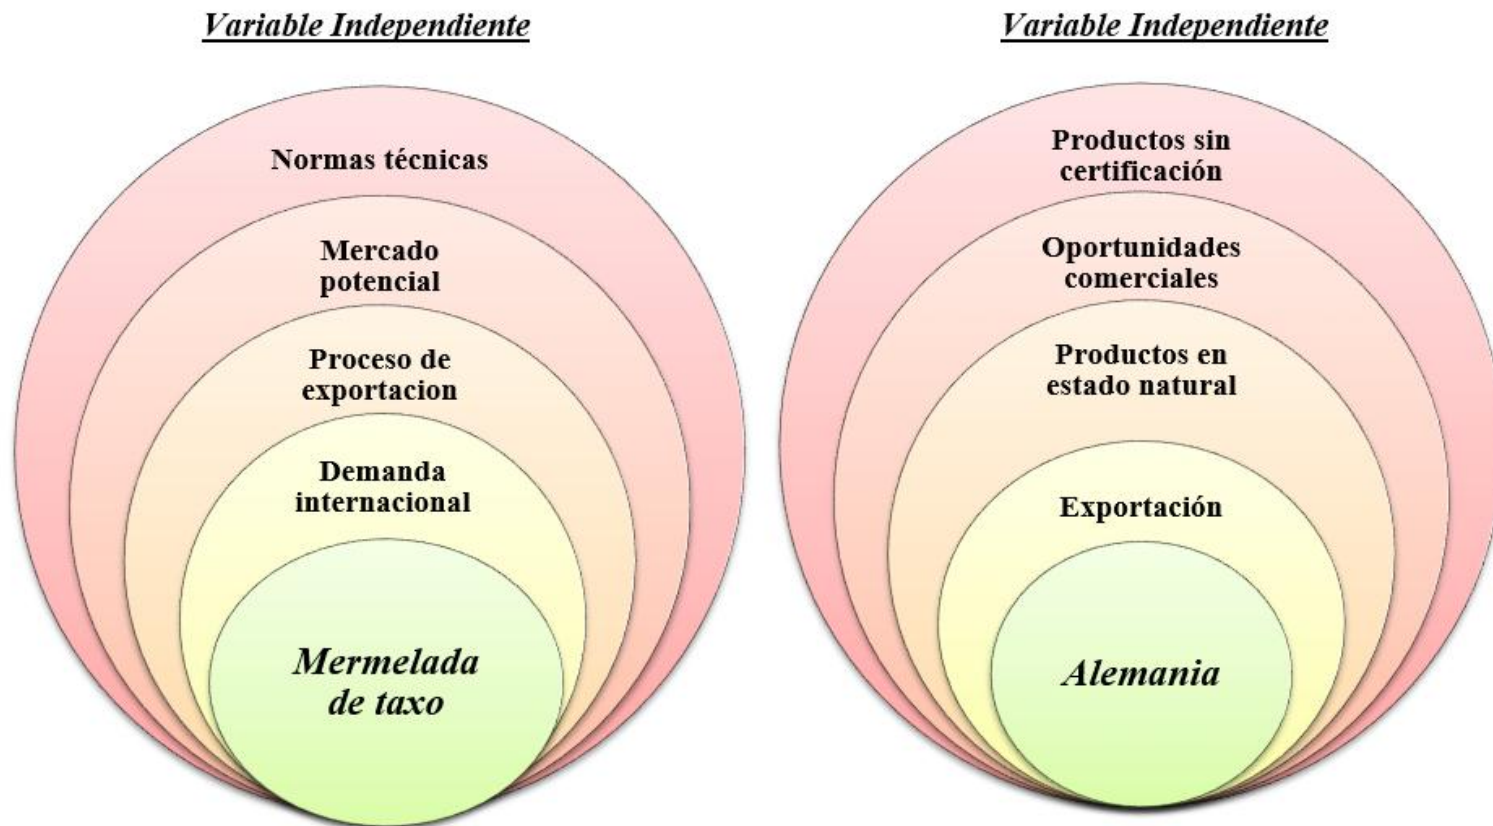 Variable Independiente
Normas técnicas
Mercado
potencial
Proceso de
exportacion
Demanda
internacional
Mermelada
de taxo
Variable Independiente
Productos sin
certificación
Oportunidades
comerciales
Productos en
estado natural
Exportación
Alemania